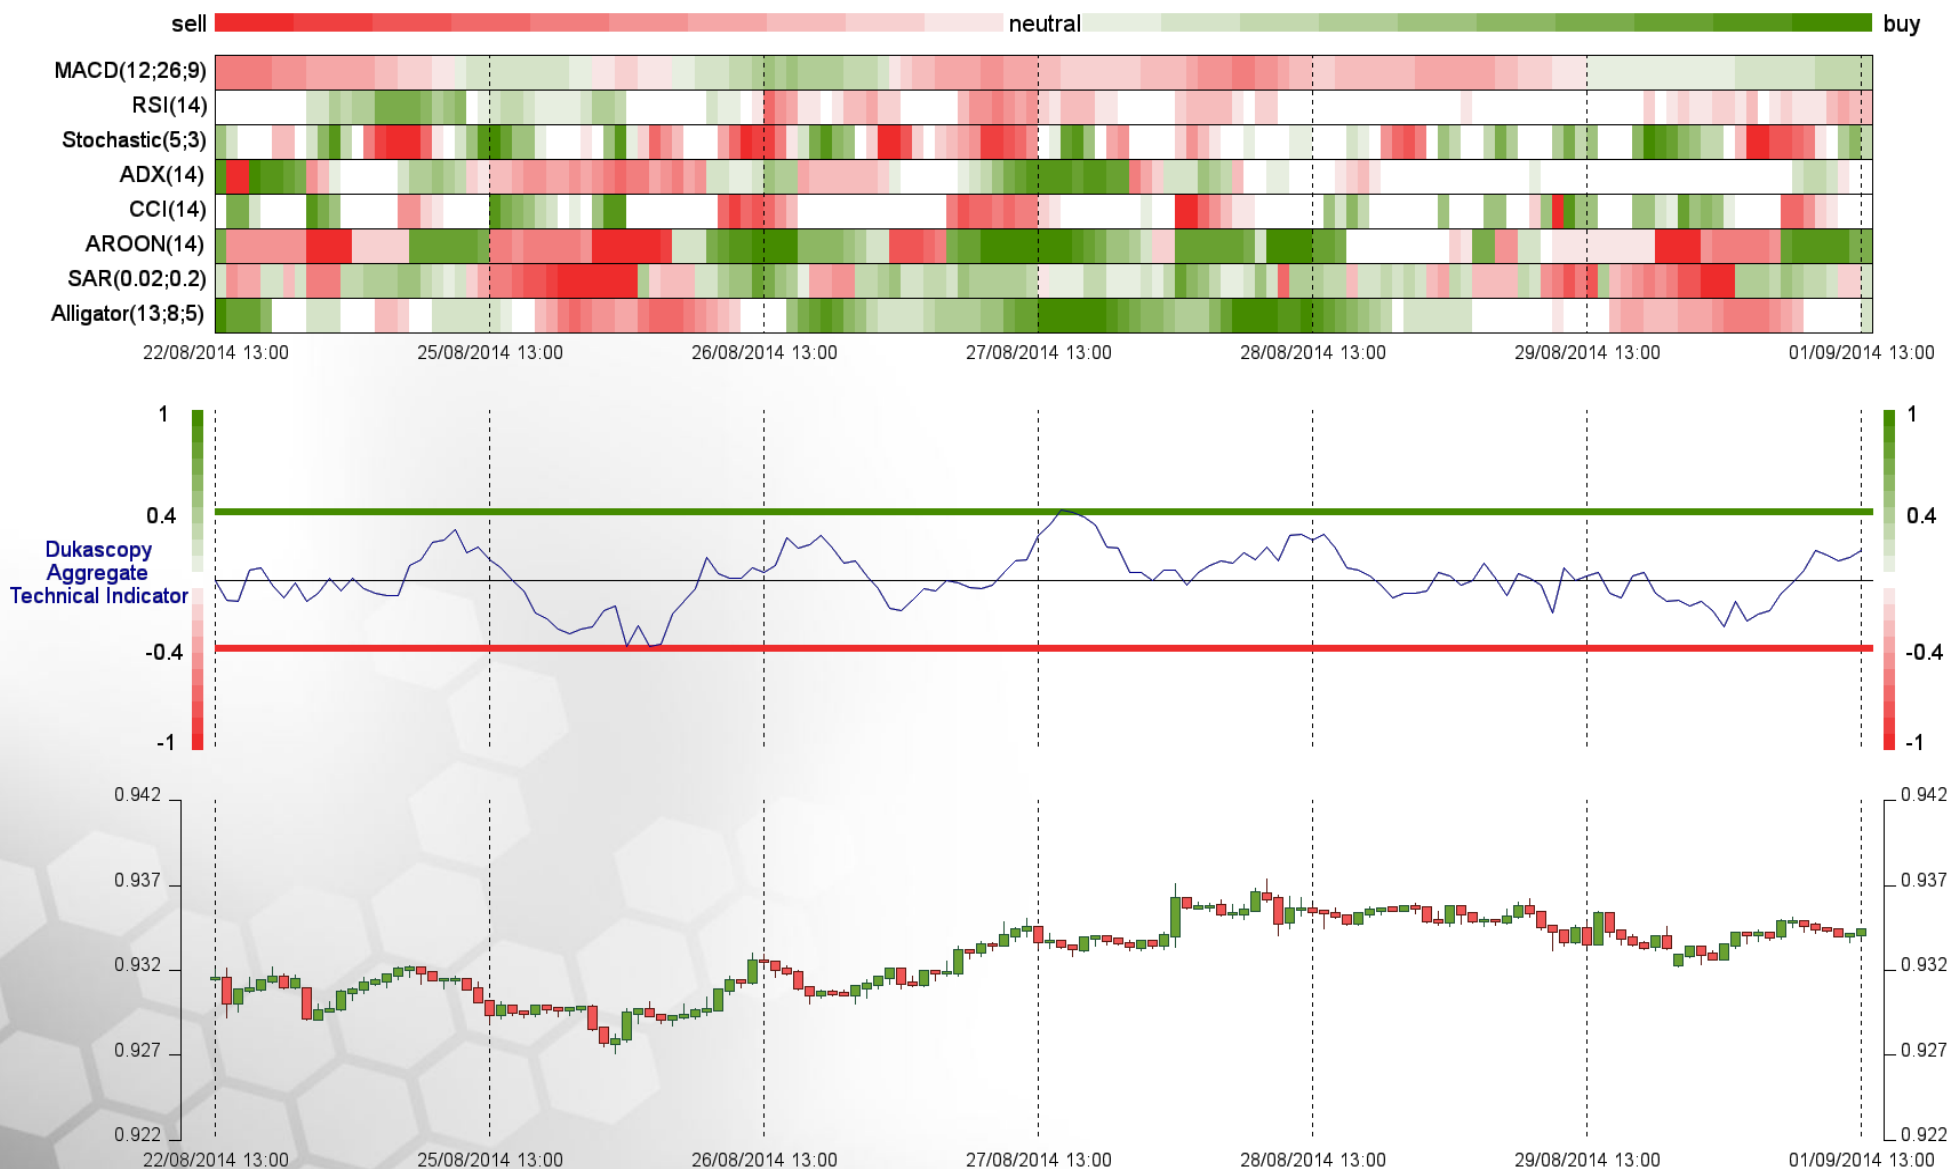 sell neutral buy
MACD(12;26;9)
RSI(14)
Stochastic(5;3)
ADX(14)
CCI(14)
AROON(14)
SAR(0.02;0.2)
Alligator(13;8;5)
22/08/2014 13:00 25/08/2014 13:00 26/08/2014 13:00 27/08/2014 13:00 28/08/2014 13:00 29/08/2014 13:00 01/09/2014 13:00
1 1
0.4 0.4
Dukascopy
Aggregate
Technical Indicator
-0.4 -0.4
-1 -1
0.942 0.942
0.937 0.937
0.932 0.932
0.927 0.927
0.922 0.922
22/08/2014 13:00 25/08/2014 13:00 26/08/2014 13:00 27/08/2014 13:00 28/08/2014 13:00 29/08/2014 13:00 01/09/2014 13:00